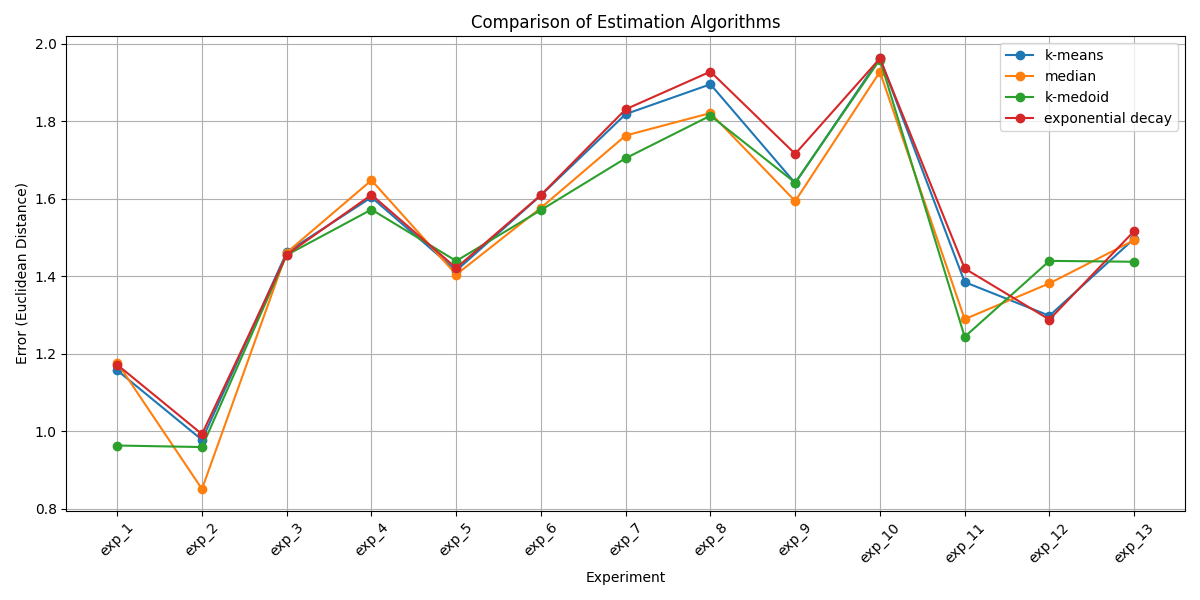 Comparison of Estimation Algorithms
k-means
median
k-medoid
exponential decay
Error (Euclidean Distance)
2.0
1.8
1.6
1.4
1.2
1.0
0.8
exp_1
exp_2
exp_3
exp_4
exp_5
exp_6
exp_7
exp_8
exp_9
exp_10
exp_11
exp_12
exp_13
Experiment